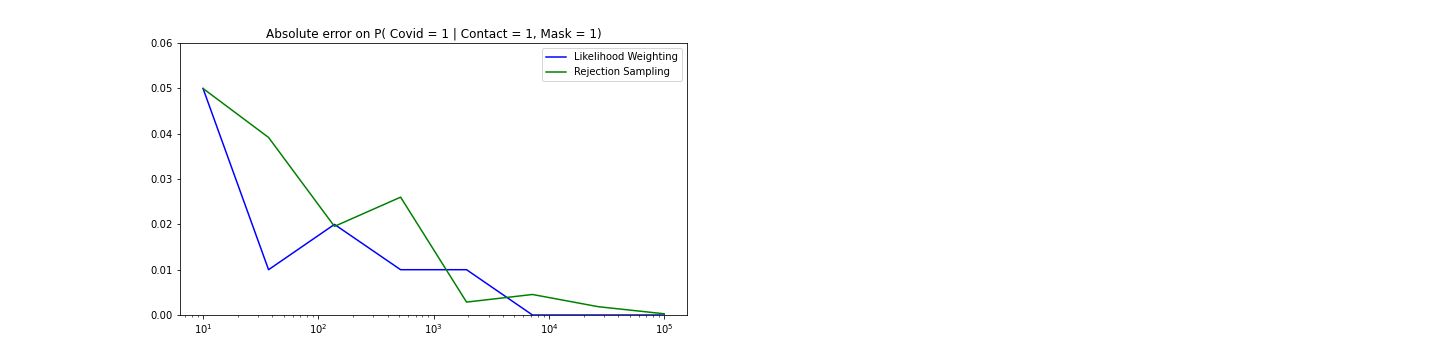 Absolute error on P( Covid = 1 | Contact = 1, Mask = 1)
0.06
Likelihood Weighting
Rejection Sampling
0.05
0.04
0.03
0.02
0.01
0.00
10¹ 10² 10³ 10⁴ 10⁵